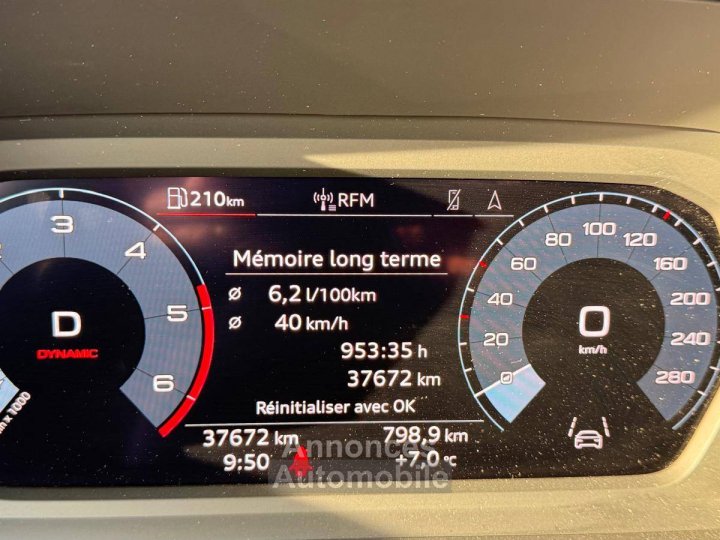 210km
RFM
Mémoire long terme
Ø 6,2 l/100km
Ø 40 km/h
953:35 h
37672 km
Réinitialiser avec OK
37672 km
798,9 km
9:50
+7,0 °C
2
3
4
5
6
D
DYNAMIC
x 1000
0
20
40
60
80
100
120
160
200
240
280
0
km/h
Annonces
Automobile